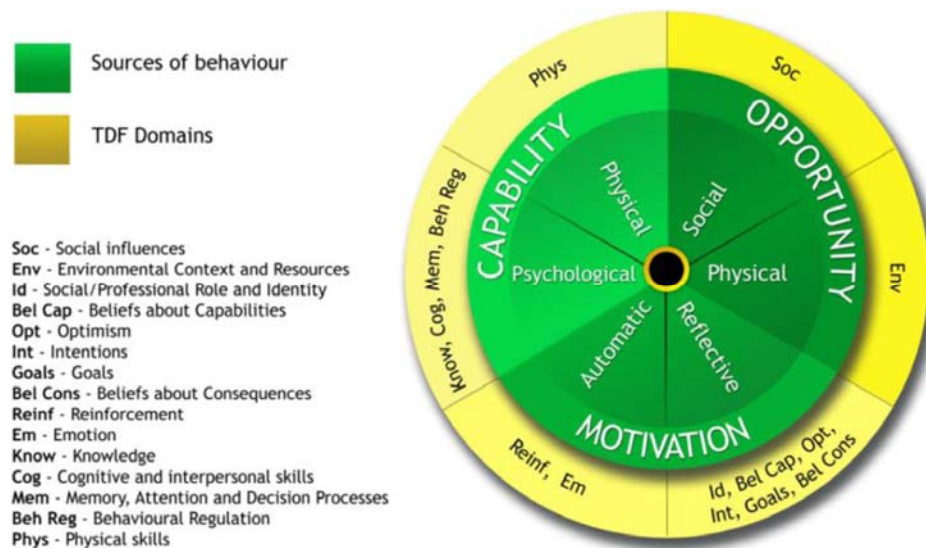 Sources of behaviour
TDF Domains
Soc - Social influences
Env - Environmental Context and Resources
Id - Social/Professional Role and Identity
Bel Cap - Beliefs about Capabilities
Opt - Optimism
Int - Intentions
Goals - Goals
Bel Cons - Beliefs about Consequences
Reinf - Reinforcement
Em - Emotion
Know - Knowledge
Cog - Cognitive and interpersonal skills
Mem - Memory, Attention and Decision Processes
Beh Reg - Behavioural Regulation
Phys - Physical skills
Phys
Soc
Env
Id, Bel Cap, Opt,
Int, Goals, Bel Cons
Reinf, Em
Know, Cog, Mem, Beh Reg
CAPABILITY
OPPORTUNITY
MOTIVATION
Physical
Social
Psychological
Physical
Automatic
Reflective